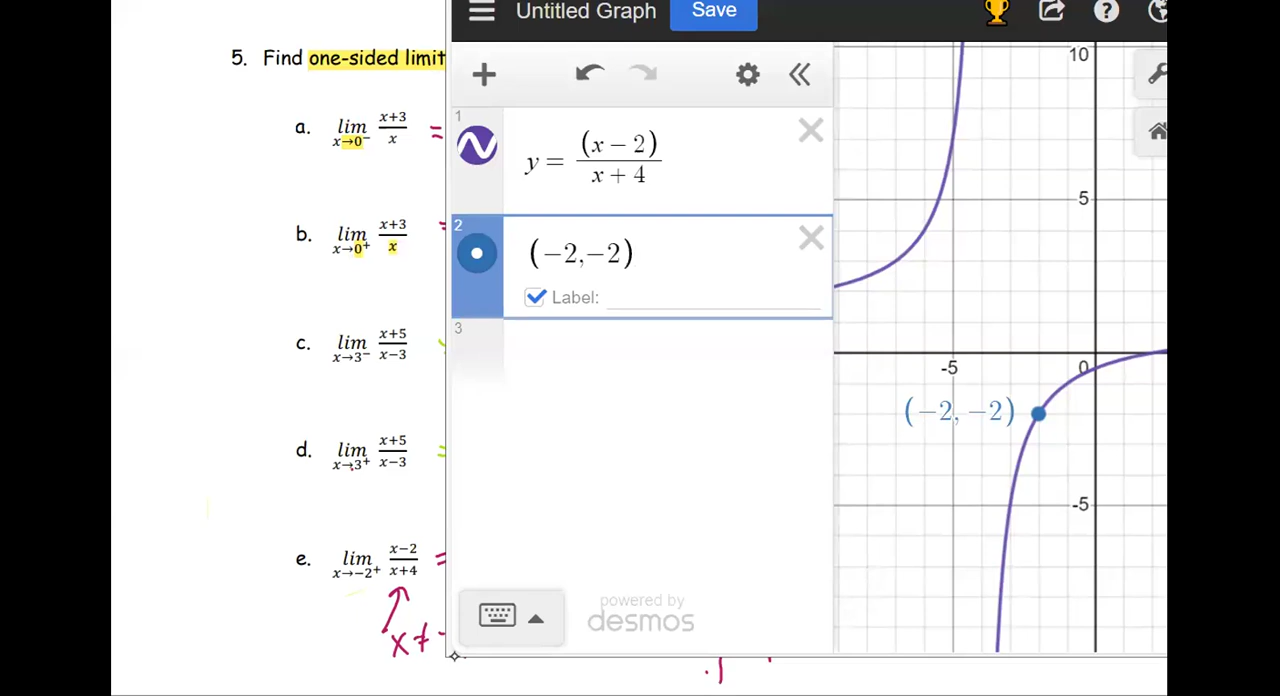 Untitled Graph Save
5. Find one-sided limit
a. lim x→0⁻ x+3/x =
b. lim x→0⁺ x+3/x =
c. lim x→3⁻ x+5/x−3
d. lim x→3⁺ x+5/x−3 =
e. lim x→−2⁺ x−2/x+4 =
x ≠ -
1
y = (x − 2)/x + 4
2
(−2,−2)
Label:
3
powered by
desmos
10
5
-5
0
(−2, −2)
-5